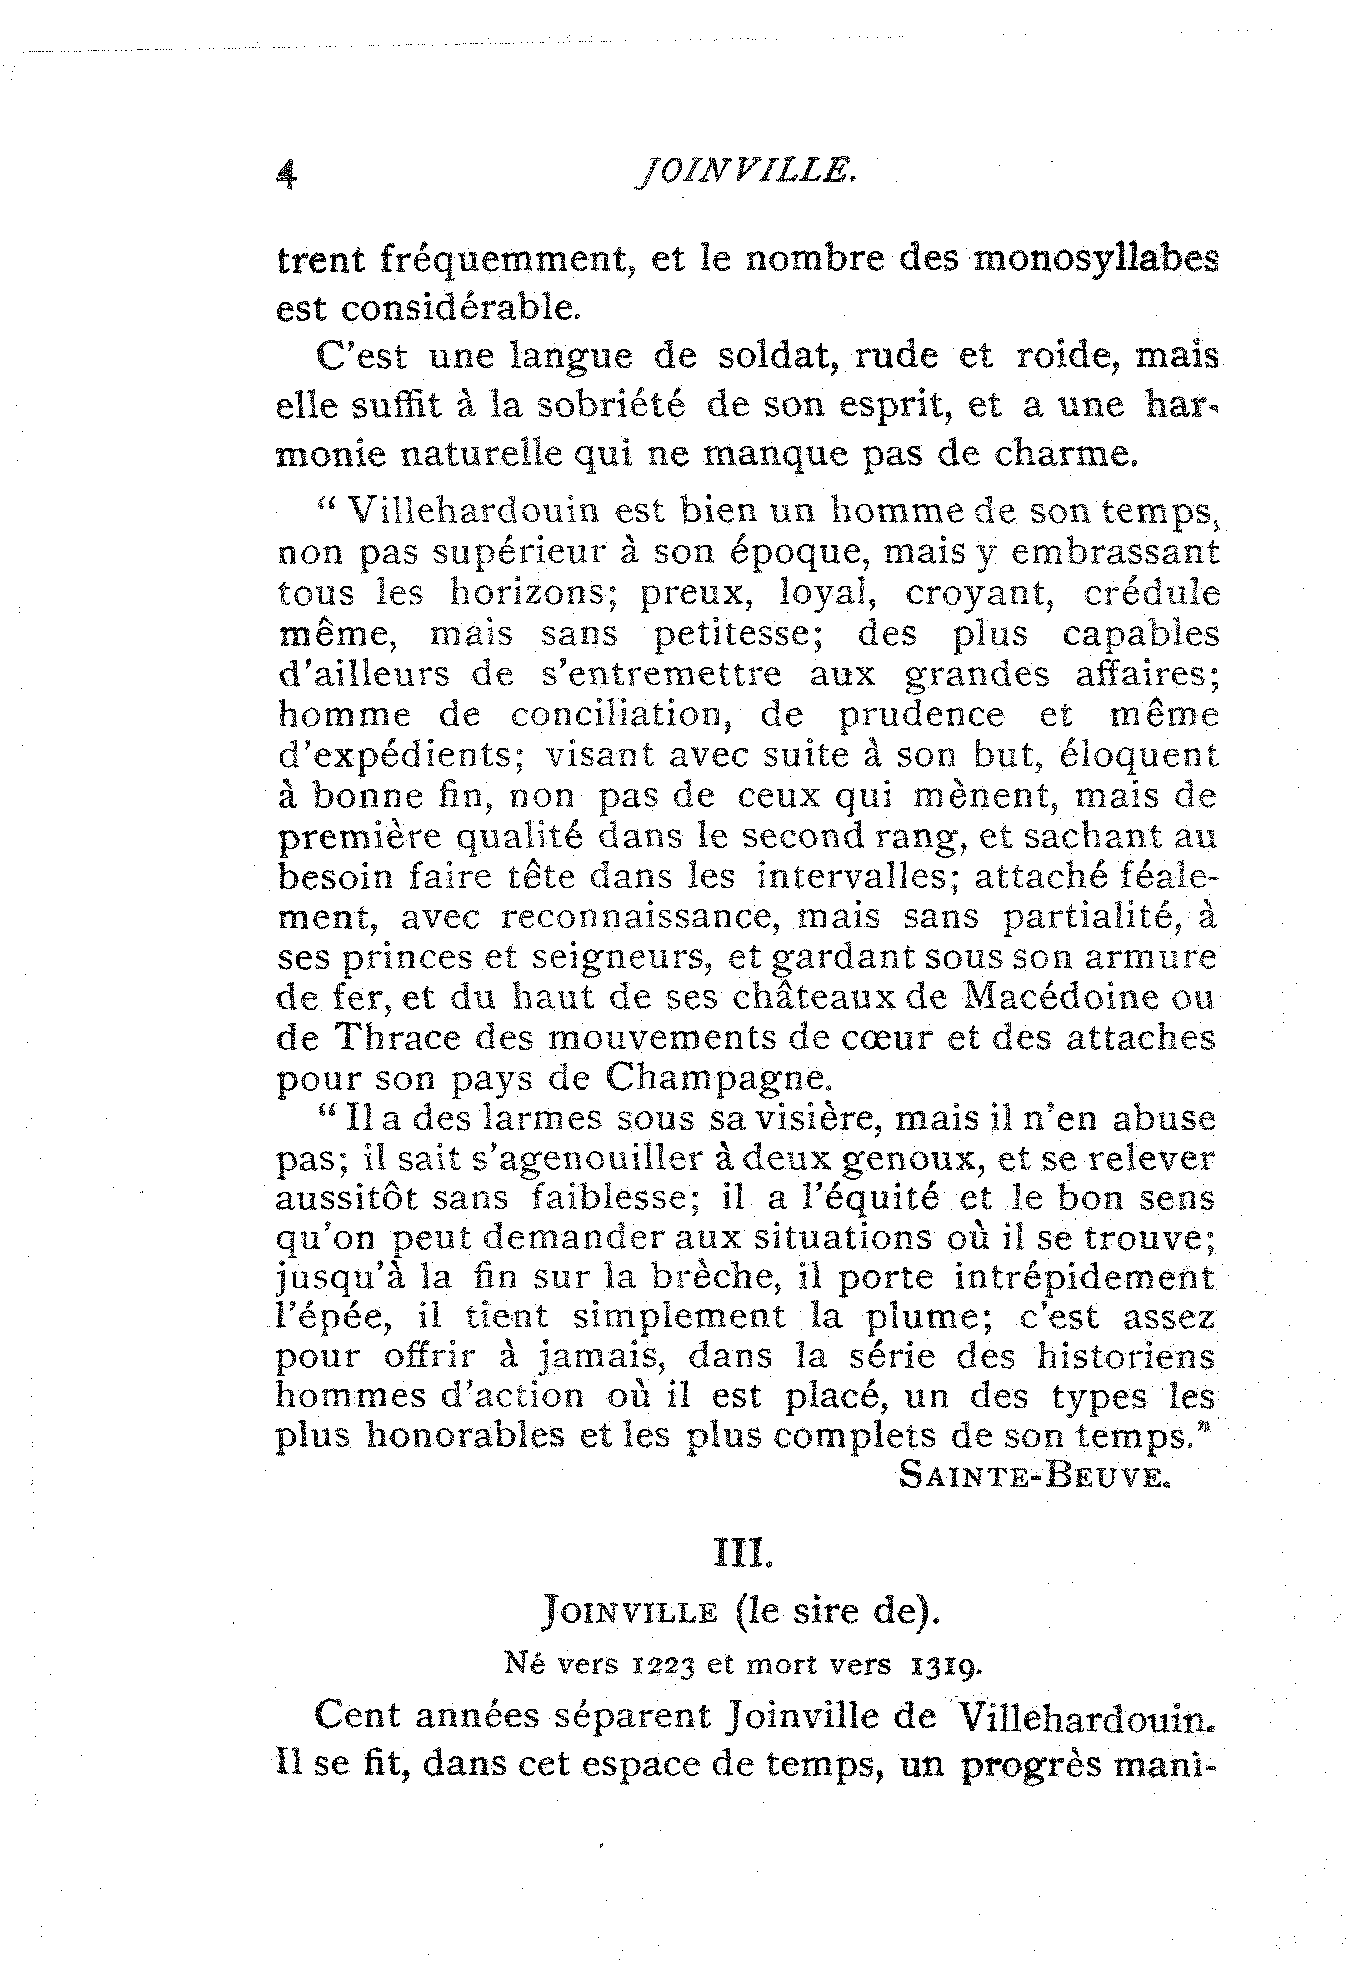 4 JOINVILLE.
trent fréquemment, et le nombre des monosyllabes
est considérable.
C'est une langue de soldat, rude et roide, mais
elle suffit à la sobriété de son esprit, et a une har-
monie naturelle qui ne manque pas de charme.
“ Villehardouin est bien un homme de son temps,
non pas supérieur à son époque, mais y embrassant
tous les horizons; preux, loyal, croyant, crédule
même, mais sans petitesse; des plus capables
d'ailleurs de s'entremettre aux grandes affaires;
homme de conciliation, de prudence et même
d'expédients; visant avec suite à son but, éloquent
à bonne fin, non pas de ceux qui mènent, mais de
première qualité dans le second rang, et sachant au
besoin faire tête dans les intervalles; attaché féale-
ment, avec reconnaissance, mais sans partialité, à
ses princes et seigneurs, et gardant sous son armure
de fer, et du haut de ses châteaux de Macédoine ou
de Thrace des mouvements de cœur et des attaches
pour son pays de Champagne.
“ Il a des larmes sous sa visière, mais il n'en abuse
pas; il sait s'agenouiller à deux genoux, et se relever
aussitôt sans faiblesse; il a l'équité et le bon sens
qu'on peut demander aux situations où il se trouve;
jusqu'à la fin sur la brèche, il porte intrépidement
l'épée, il tient simplement la plume; c'est assez
pour offrir à jamais, dans la série des historiens
hommes d'action où il est placé, un des types les
plus honorables et les plus complets de son temps.”
SAINTE-BEUVE.
III.
JOINVILLE (le sire de).
Né vers 1223 et mort vers 1319.
Cent années séparent Joinville de Villehardouin.
Il se fit, dans cet espace de temps, un progrès mani-